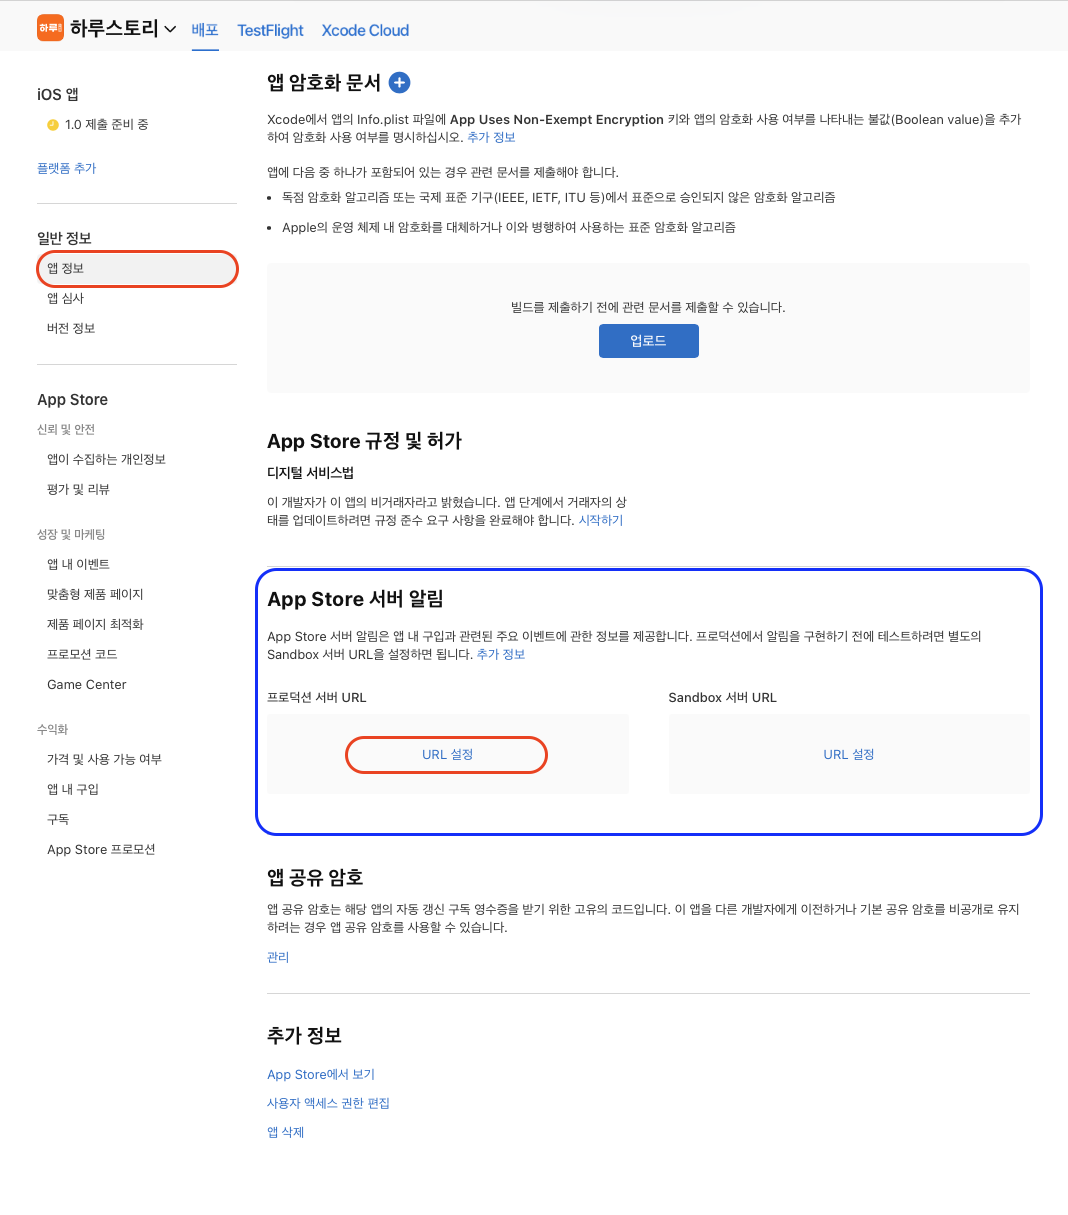 하루
하루스토리
배포
TestFlight
Xcode Cloud
iOS 앱
1.0 제출 준비 중
플랫폼 추가
일반 정보
앱 정보
앱 심사
버전 정보
App Store
신뢰 및 안전
앱이 수집하는 개인정보
평가 및 리뷰
성장 및 마케팅
앱 내 이벤트
맞춤형 제품 페이지
제품 페이지 최적화
프로모션 코드
Game Center
수익화
가격 및 사용 가능 여부
앱 내 구입
구독
App Store 프로모션
앱 암호화 문서
Xcode에서 앱의 Info.plist 파일에 App Uses Non-Exempt Encryption 키와 앱의 암호화 사용 여부를 나타내는 불값(Boolean value)을 추가
하여 암호화 사용 여부를 명시하십시오. 추가 정보
앱에 다음 중 하나가 포함되어 있는 경우 관련 문서를 제출해야 합니다.
• 독점 암호화 알고리즘 또는 국제 표준 기구(IEEE, IETF, ITU 등)에서 표준으로 승인되지 않은 암호화 알고리즘
• Apple의 운영 체제 내 암호화를 대체하거나 이와 병행하여 사용하는 표준 암호화 알고리즘
빌드를 제출하기 전에 관련 문서를 제출할 수 있습니다.
업로드
App Store 규정 및 허가
디지털 서비스법
이 개발자가 이 앱의 비거래자라고 밝혔습니다. 앱 단계에서 거래자의 상
태를 업데이트하려면 규정 준수 요구 사항을 완료해야 합니다. 시작하기
App Store 서버 알림
App Store 서버 알림은 앱 내 구입과 관련된 주요 이벤트에 관한 정보를 제공합니다. 프로덕션에서 알림을 구현하기 전에 테스트하려면 별도의
Sandbox 서버 URL을 설정하면 됩니다. 추가 정보
프로덕션 서버 URL
URL 설정
Sandbox 서버 URL
URL 설정
앱 공유 암호
앱 공유 암호는 해당 앱의 자동 갱신 구독 영수증을 받기 위한 고유의 코드입니다. 이 앱을 다른 개발자에게 이전하거나 기본 공유 암호를 비공개로 유지
하려는 경우 앱 공유 암호를 사용할 수 있습니다.
관리
추가 정보
App Store에서 보기
사용자 액세스 권한 편집
앱 삭제